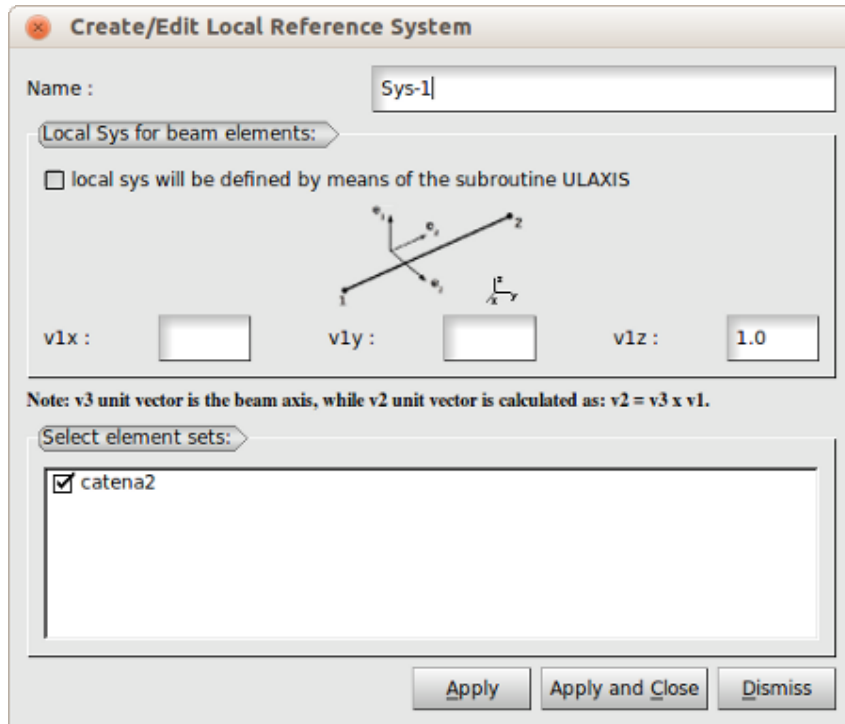 Create/Edit Local Reference System
Name :
Sys-1
Local Sys for beam elements:
local sys will be defined by means of the subroutine ULAXIS
2
1
z
x y
v1x :
v1y :
v1z :
1.0
Note: v3 unit vector is the beam axis, while v2 unit vector is calculated as: v2 = v3 x v1.
Select element sets:
catena2
Apply
Apply and Close
Dismiss